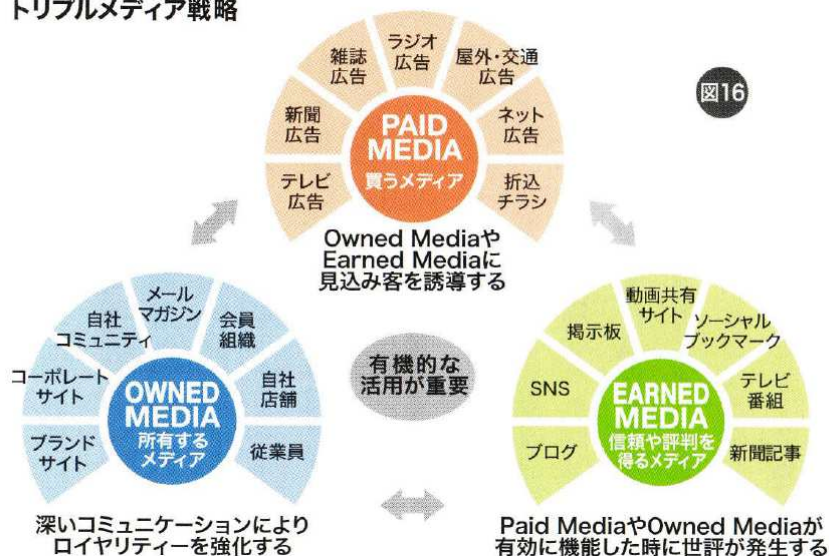 トリプルメディア戦略
図16
テレビ
広告
新聞
広告
雑誌
広告
ラジオ
広告
屋外・交通
広告
ネット
広告
折込
チラシ
PAID
MEDIA
買うメディア
Owned Mediaや
Earned Mediaに
見込み客を誘導する
有機的な
活用が重要
ブランド
サイト
コーポレート
サイト
自社
コミュニティ
メール
マガジン
会員
組織
自社
店舗
従業員
OWNED
MEDIA
所有する
メディア
深いコミュニケーションにより
ロイヤリティーを強化する
ブログ
SNS
掲示板
動画共有
サイト
ソーシャル
ブックマーク
テレビ
番組
新聞記事
EARNED
MEDIA
信頼や評判を
得るメディア
Paid MediaやOwned Mediaが
有効に機能した時に世評が発生する